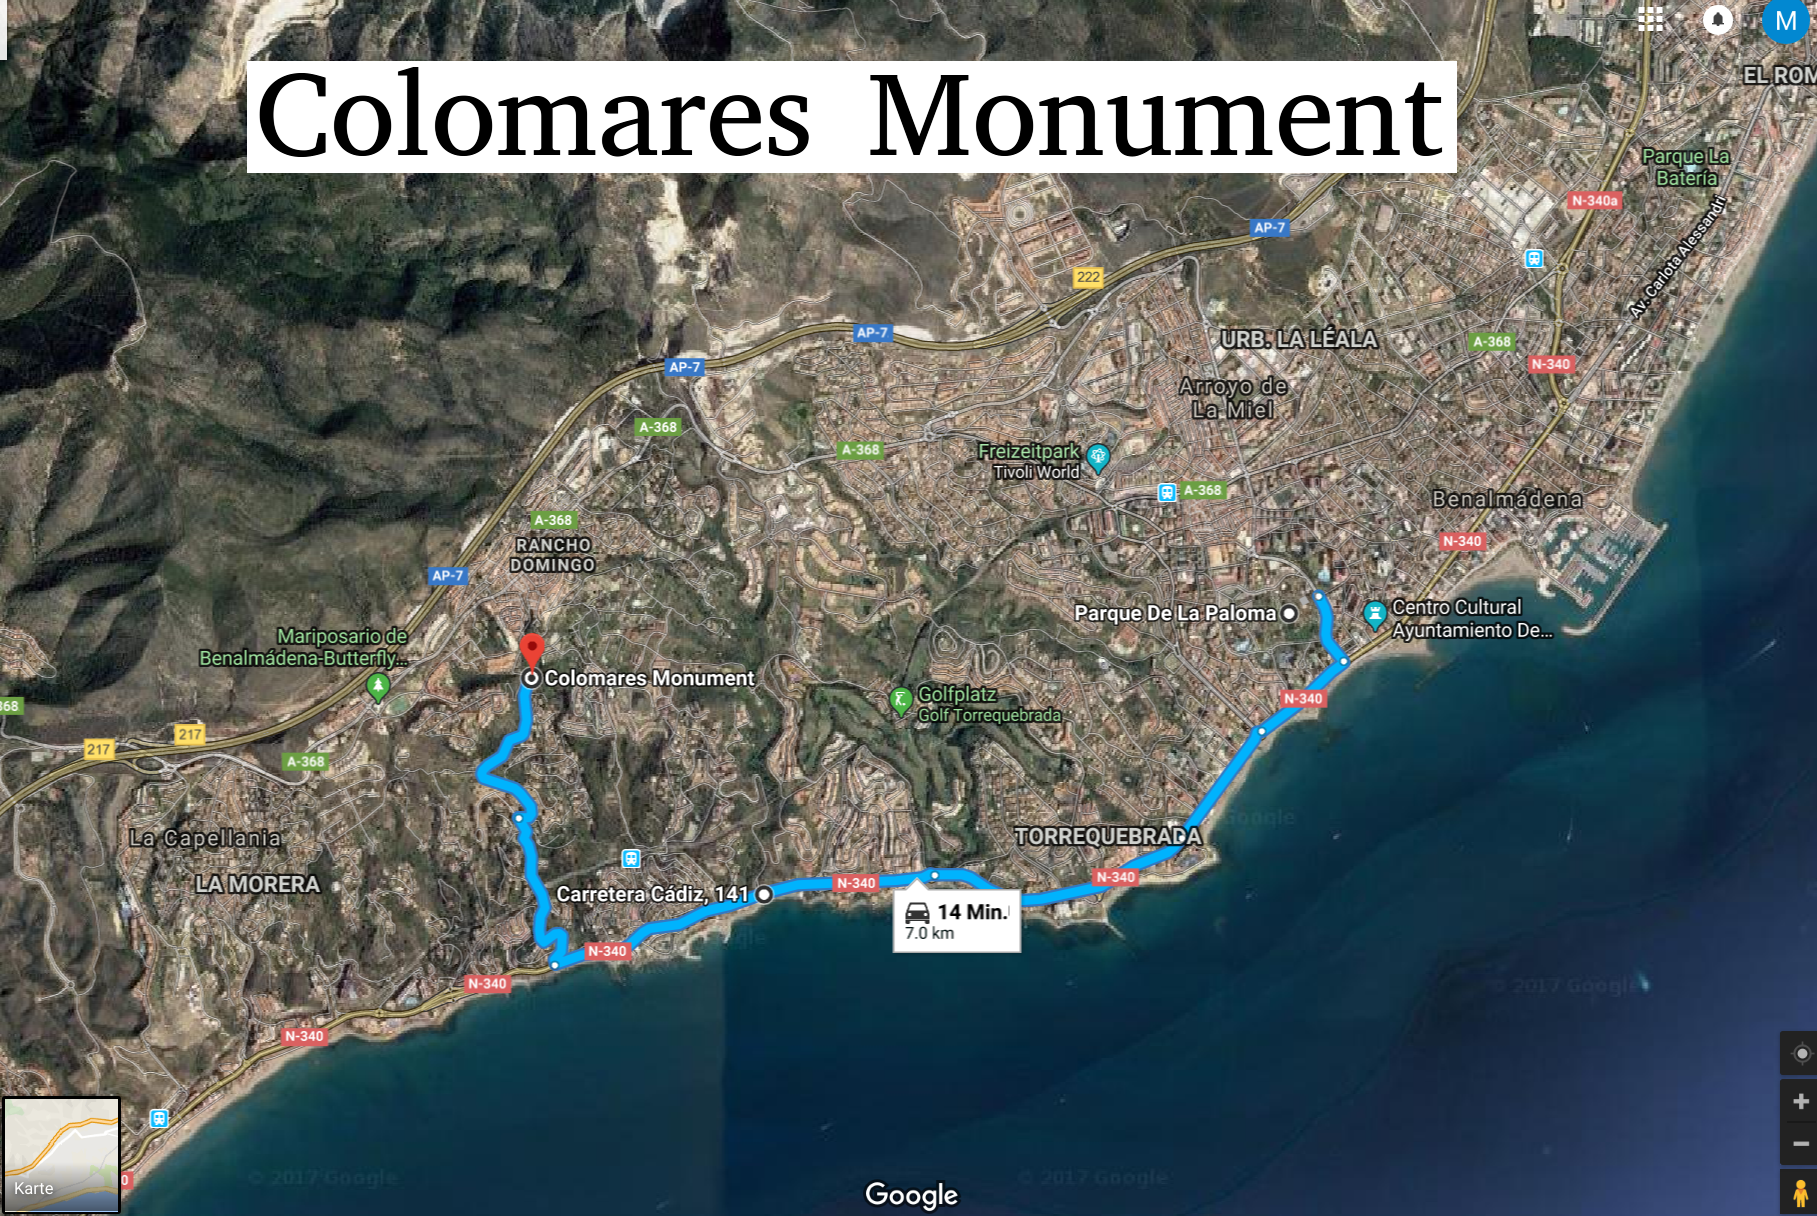 M
EL ROM
Colomares Monument
Parque La
Batería
N-340a
Av. Carlota Alessandri
AP-7
222
AP-7
URB. LA LÉALA
A-368
N-340
AP-7
Arroyo de
La Miel
A-368
A-368
Freizeitpark
Tivoli World
A-368
Benalmádena
A-368
N-340
RANCHO
DOMINGO
AP-7
Parque De La Paloma
Centro Cultural
Ayuntamiento De...
Mariposario de
Benalmádena-Butterfly...
Colomares Monument
Golfplatz
Golf Torrequebrada
N-340
368
217
217
A-368
Google
La Capellania
TORREQUEBRADA
LA MORERA
N-340
N-340
Carretera Cádiz, 141
14 Min.
7.0 km
N-340
N-340
© 2017 Google
N-340
Karte
0
© 2017 Google
© 2017 Google
Google